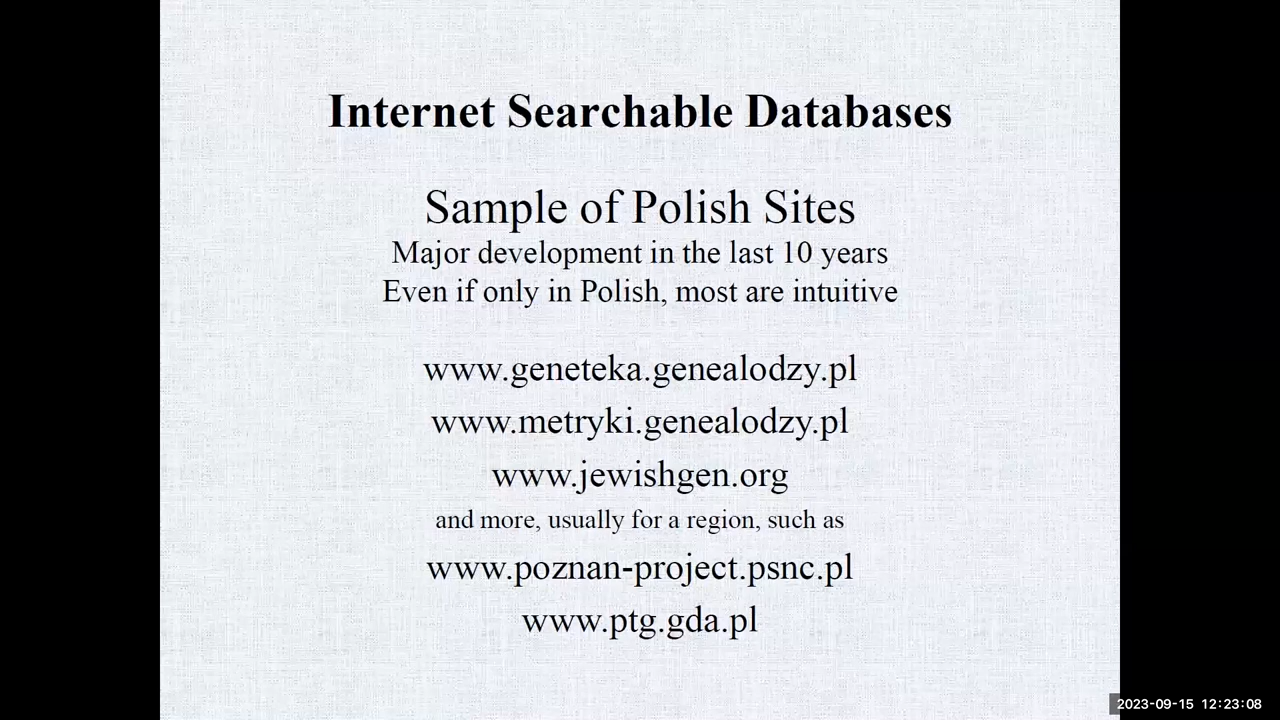 Internet Searchable Databases
Sample of Polish Sites
Major development in the last 10 years
Even if only in Polish, most are intuitive
www.geneteka.genealodzy.pl
www.metryki.genealodzy.pl
www.jewishgen.org
and more, usually for a region, such as
www.poznan-project.psnc.pl
www.ptg.gda.pl
2023-09-15 12:23:08